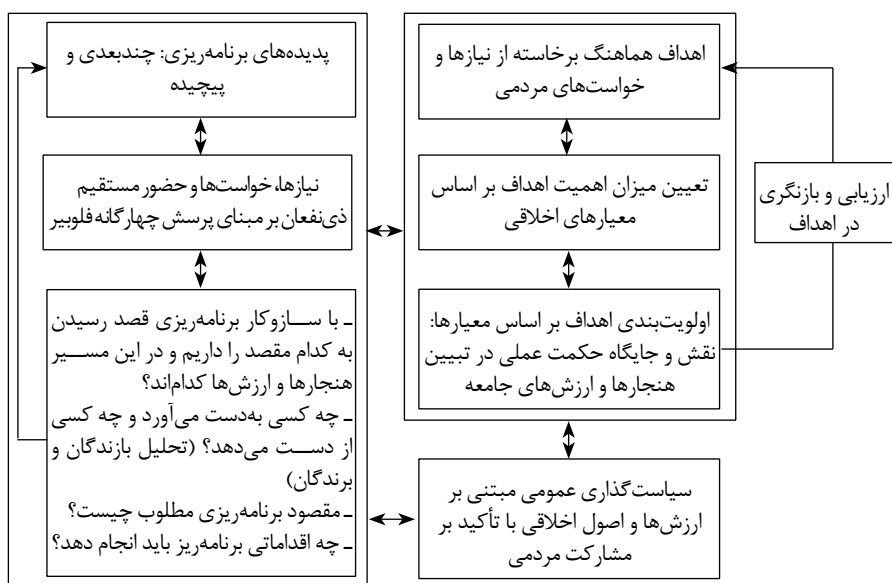 پدیده‌های برنامه‌ریزی: چندبعدی و
پیچیده
نیازها، خواست‌ها و حضور مستقیم
ذی‌نفعان بر مبنای پرسش چهارگانه فلوبیر
ـ با سازوکار برنامه‌ریزی قصد رسیدن
به کدام مقصد را داریم و در این مسیر
هنجارها و ارزش‌ها کدام‌اند؟
ـ چه کسی به‌دست می‌آورد و چه کسی
از دست می‌دهد؟ (تحلیل بازندگان و
برندگان)
ـ مقصود برنامه‌ریزی مطلوب چیست؟
ـ چه اقداماتی برنامه‌ریز باید انجام دهد؟
اهداف هماهنگ برخاسته از نیازها و
خواست‌های مردمی
تعیین میزان اهمیت اهداف بر اساس
معیارهای اخلاقی
اولویت‌بندی اهداف بر اساس معیارها:
نقش و جایگاه حکمت عملی در تبیین
هنجارها و ارزش‌های جامعه
سیاست‌گذاری عمومی مبتنی بر
ارزش‌ها و اصول اخلاقی با تأکید بر
مشارکت مردمی
ارزیابی و بازنگری
در اهداف